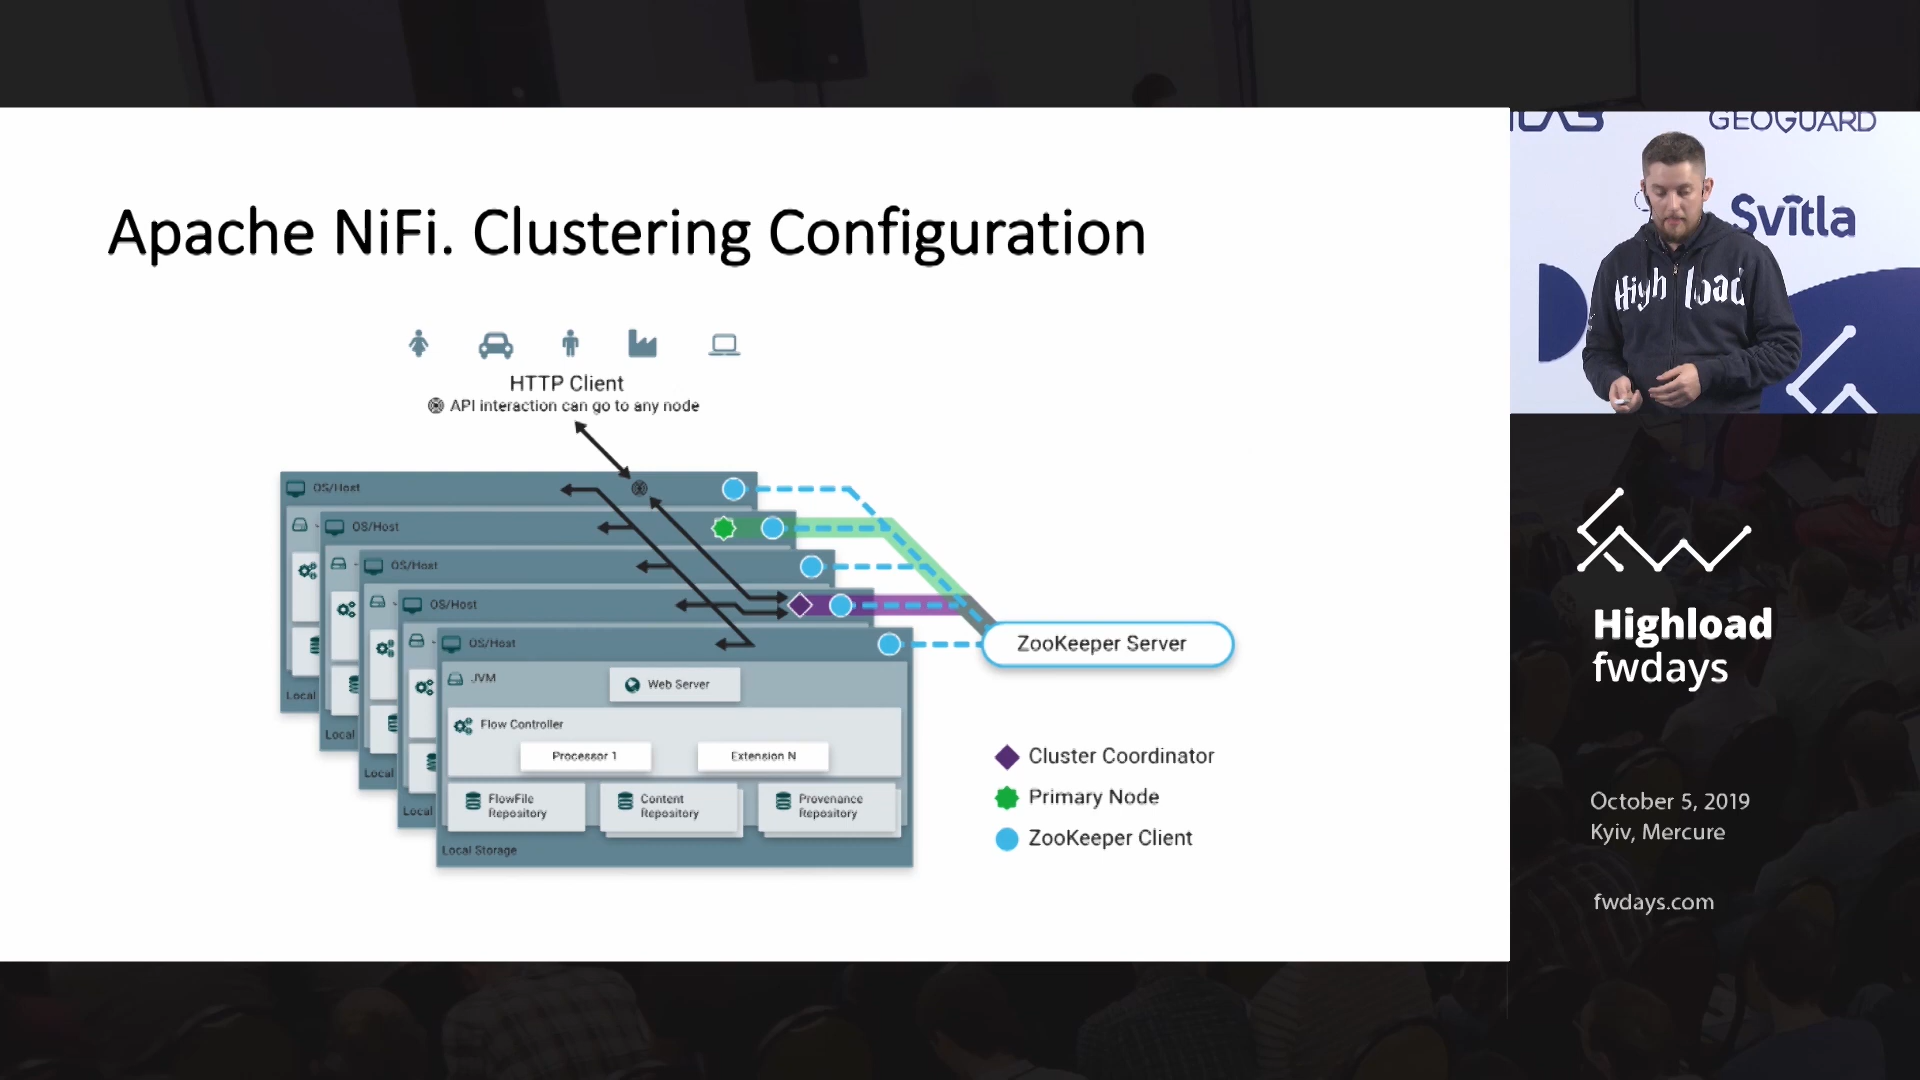 Apache NiFi. Clustering Configuration
HTTP Client
API interaction can go to any node
OS/Host
OS/Host
OS/Host
OS/Host
OS/Host
JVM
Web Server
Flow Controller
Processor 1
Extension N
FlowFile
Repository
Content
Repository
Provenance
Repository
Local Storage
Local
Local
Local
Local
ZooKeeper Server
Cluster Coordinator
Primary Node
ZooKeeper Client
GEOGUARD
Svitla
High load
Highload
fwdays
October 5, 2019
Kyiv, Mercure
fwdays.com